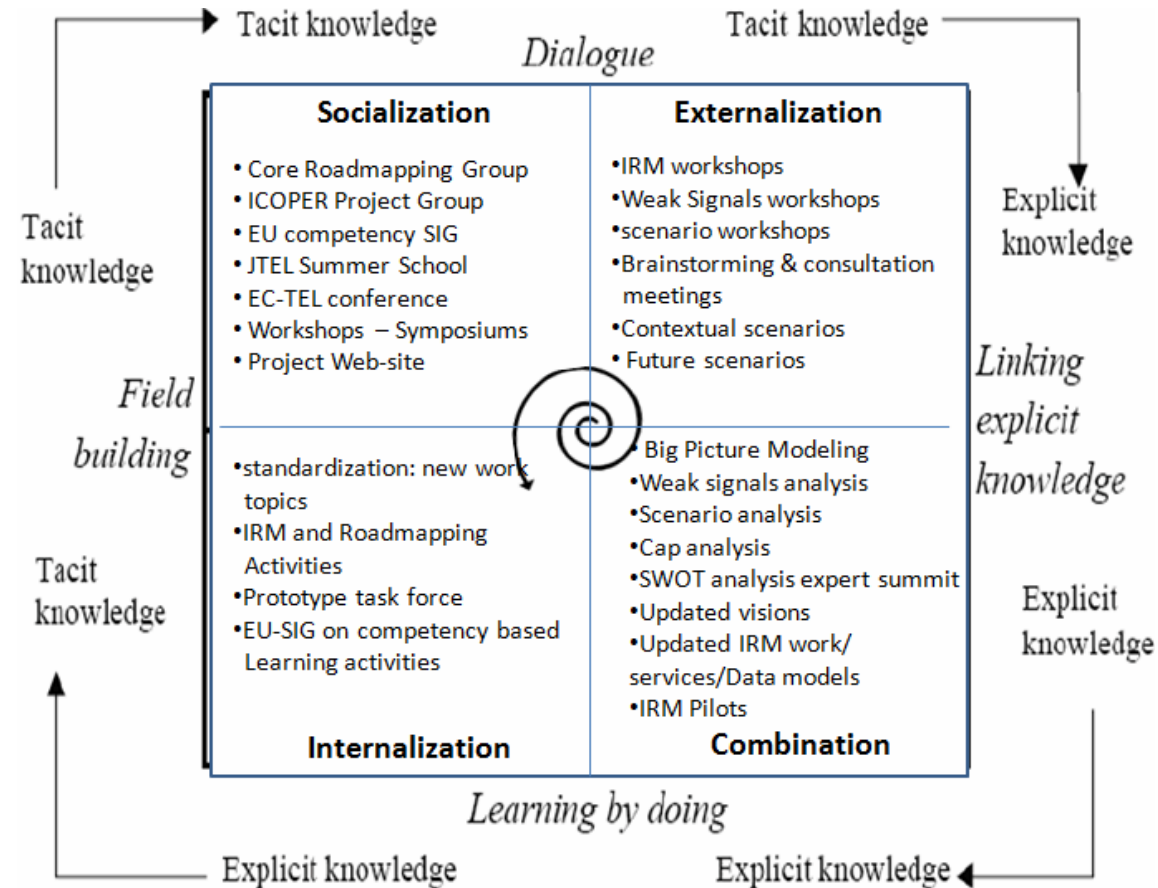 Tacit knowledge
Tacit knowledge
Dialogue
Socialization
• Core Roadmapping Group
• ICOPER Project Group
• EU competency SIG
• JTEL Summer School
• EC-TEL conference
• Workshops – Symposiums
• Project Web-site
Externalization
•IRM workshops
•Weak Signals workshops
•scenario workshops
•Brainstorming & consultation
meetings
•Contextual scenarios
• Future scenarios
Tacit
knowledge
Explicit
knowledge
Field
building
Linking
explicit
knowledge
•standardization: new work
topics
•IRM and Roadmapping
Activities
•Prototype task force
•EU-SIG on competency based
Learning activities
Internalization
• Big Picture Modeling
•Weak signals analysis
•Scenario analysis
•Cap analysis
•SWOT analysis expert summit
•Updated visions
•Updated IRM work/
services/Data models
•IRM Pilots
Combination
Tacit
knowledge
Explicit
knowledge
Learning by doing
Explicit knowledge
Explicit knowledge